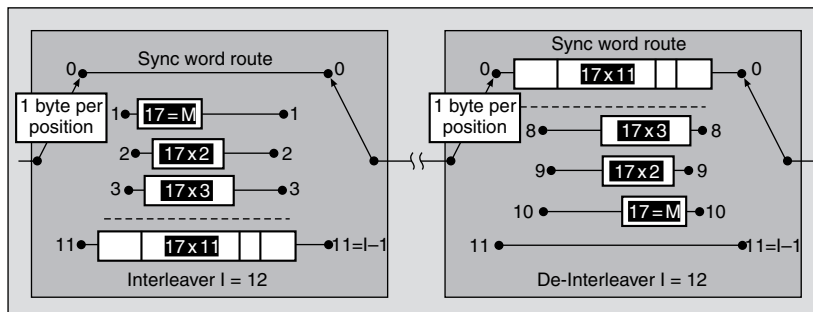 Sync word route
0 0
1 byte per
position
1 17=M 1
2 17x2 2
3 17x3 3
11 17x11 11=I–1
Interleaver I = 12
Sync word route
0 17x11 0
1 byte per
position
8 17x3 8
9 17x2 9
10 17=M 10
11 11=I–1
De-Interleaver I = 12